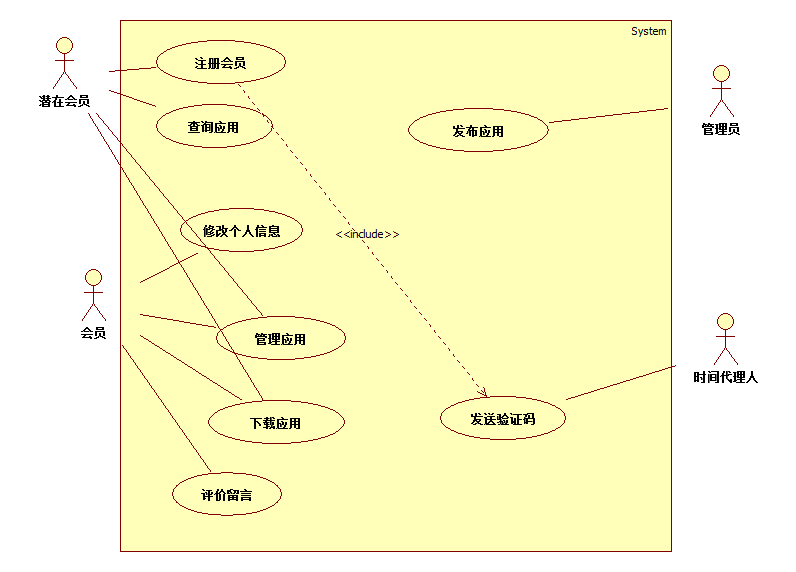 System
注册会员
潜在会员
查询应用
发布应用
管理员
修改个人信息
<<include>>
会员
管理应用
时间代理人
下载应用
发送验证码
评价留言